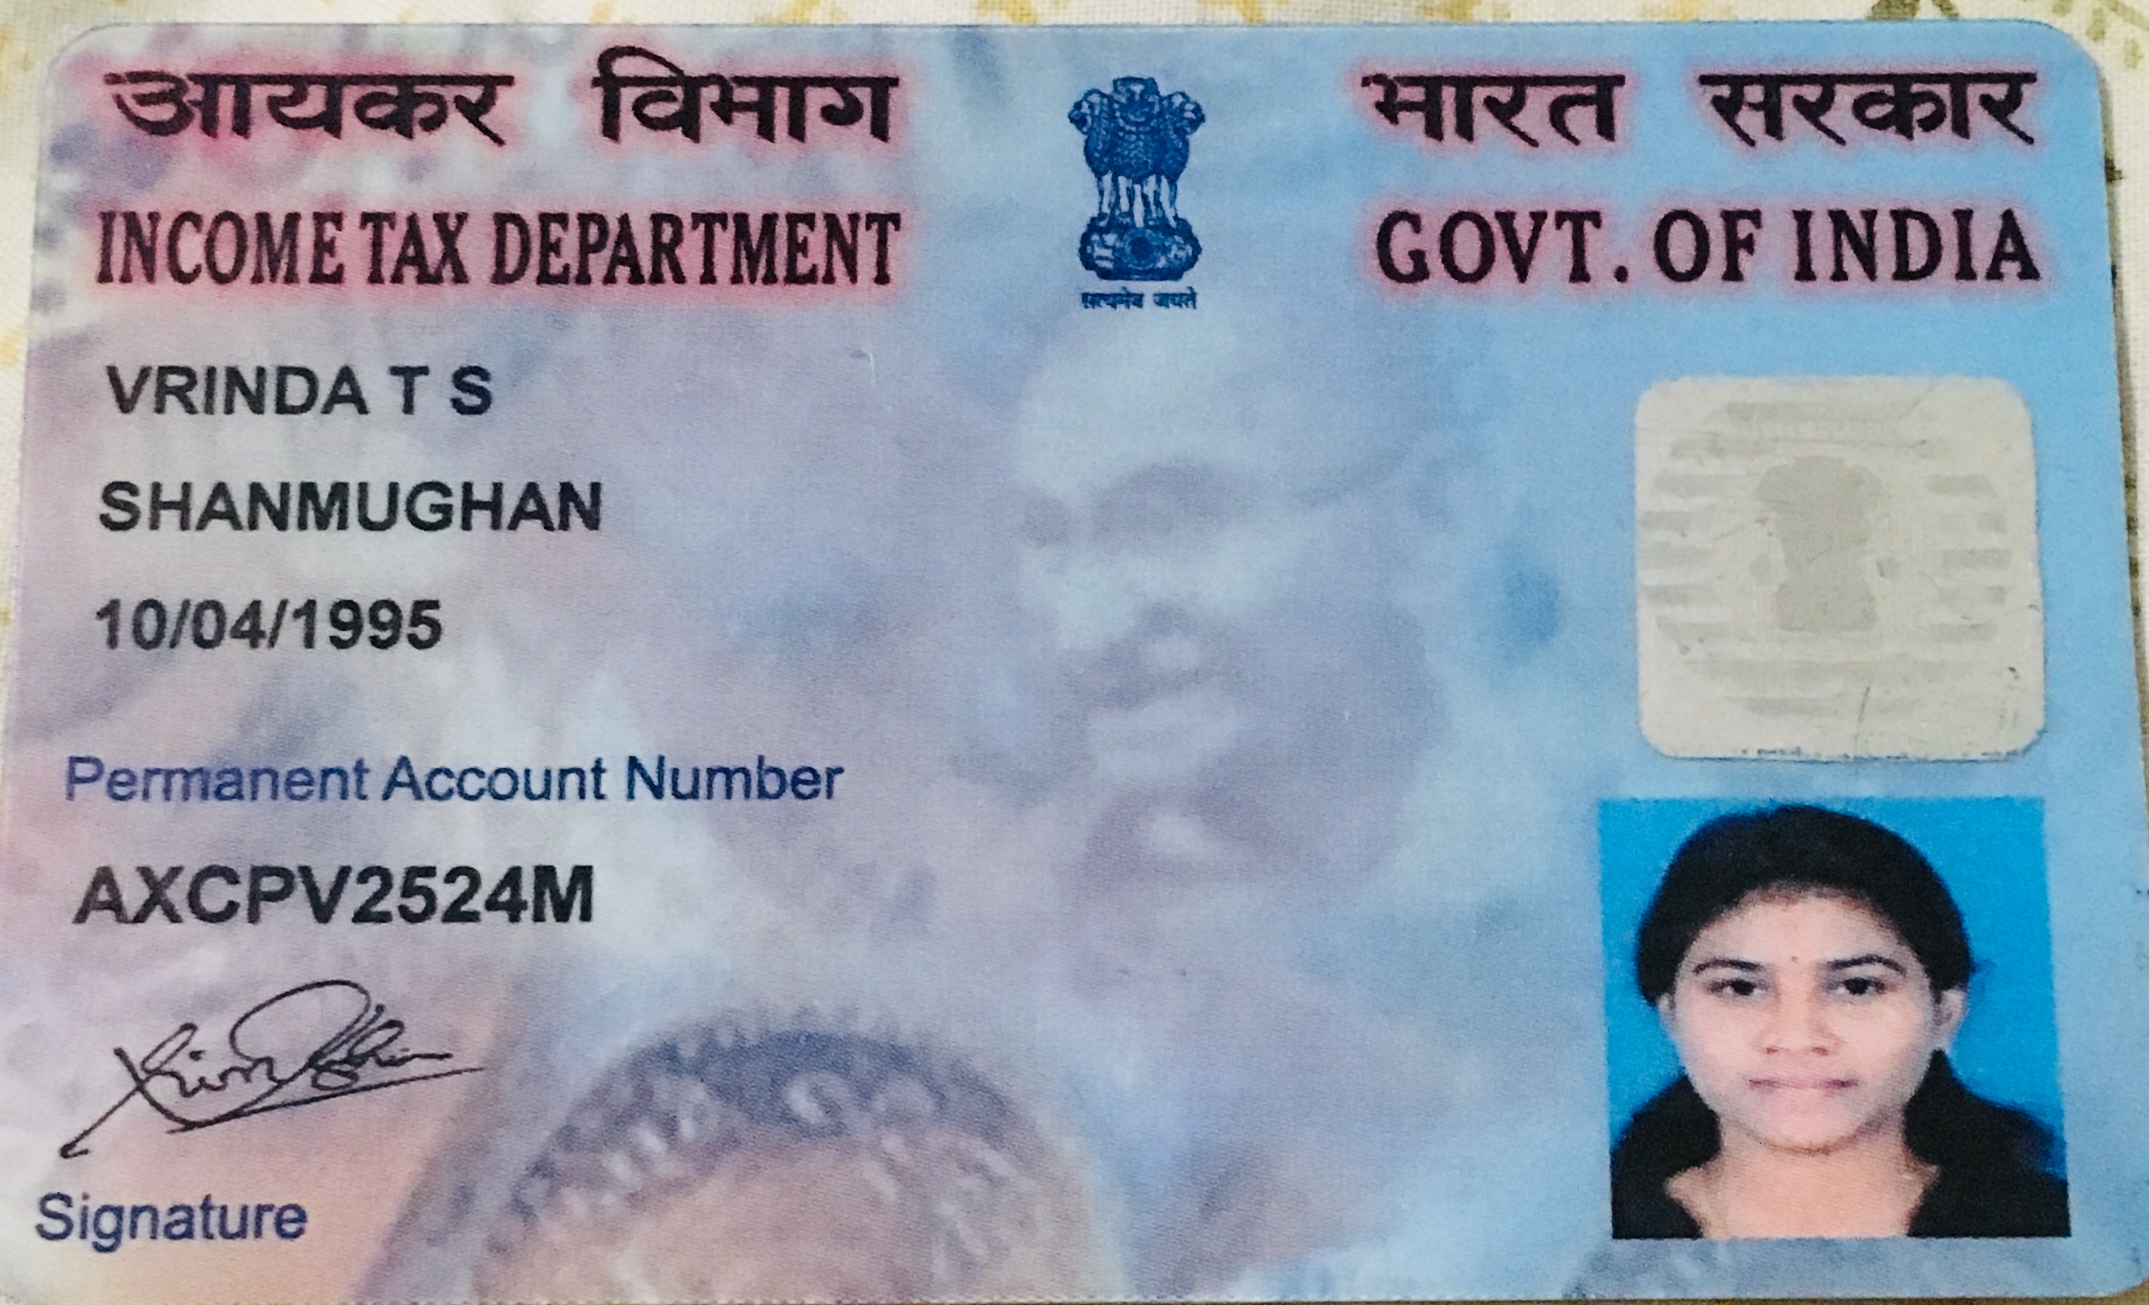 आयकर विभाग
INCOME TAX DEPARTMENT
सत्यमेव जयते
भारत सरकार
GOVT. OF INDIA
VRINDA T S
SHANMUGHAN
10/04/1995
Permanent Account Number
AXCPV2524M
Signature